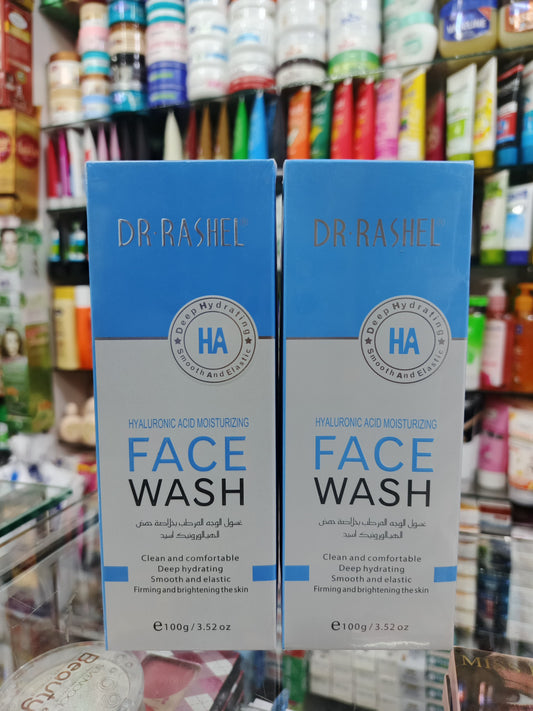 DR·RASHEL®
Deep Hydrating
HA
Smooth And Elastic
HYALURONIC ACID MOISTURIZING
FACE
WASH
غسول الوجه المرطب بخلاصة حمض
الهيالورونيك أسيد
Clean and comfortable
Deep hydrating
Smooth and elastic
Firming and brightening the skin
℮100g / 3.52 oz
DR·RASHEL®
Deep Hydrating
HA
Smooth And Elastic
HYALURONIC ACID MOISTURIZING
FACE
WASH
غسول الوجه المرطب بخلاصة حمض
الهيالورونيك أسيد
Clean and comfortable
Deep hydrating
Smooth and elastic
Firming and brightening the skin
℮100g / 3.52 oz
Beauty
MISS